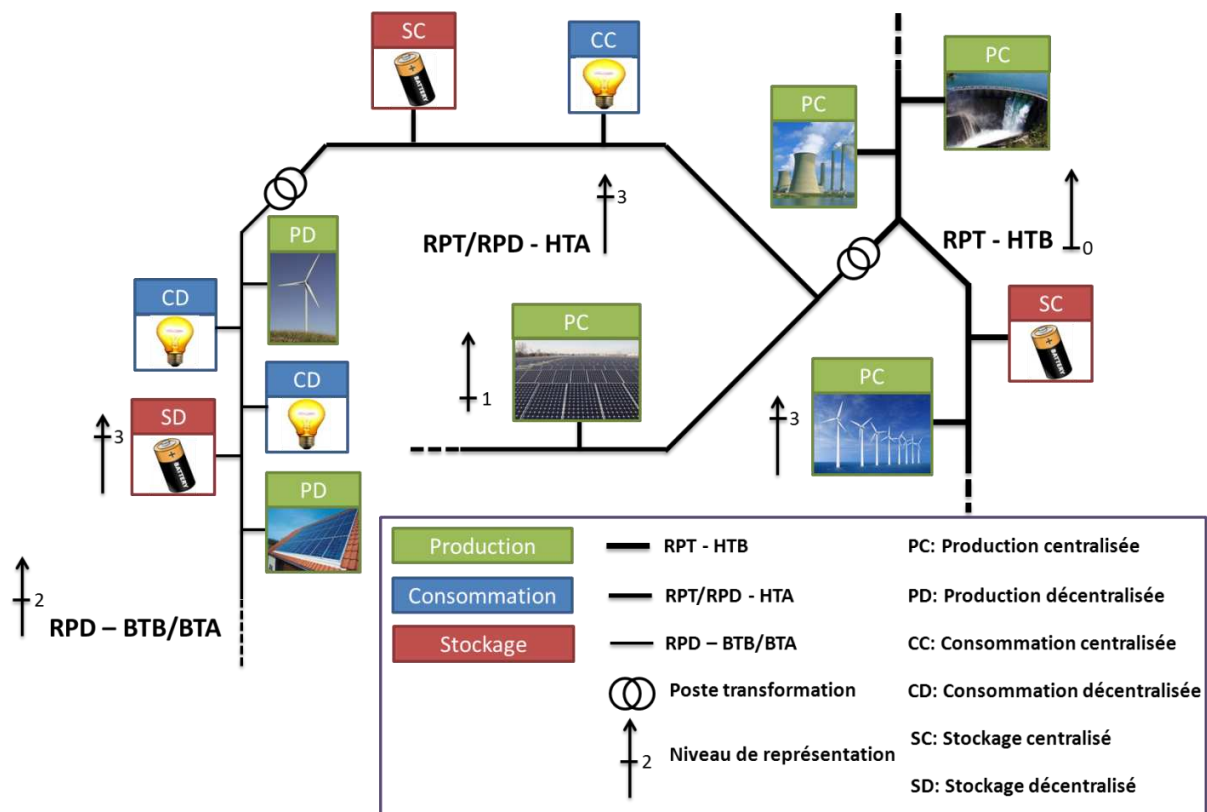 SC
BATTERY
CC
PC
PC
3
RPT/RPD - HTA
RPT - HTB
0
PD
CD
PC
SC
BATTERY
1
CD
PC
3
SD
BATTERY
3
PD
2
RPD – BTB/BTA
Production
RPT - HTB
PC: Production centralisée
Consommation
RPT/RPD - HTA
PD: Production décentralisée
Stockage
RPD – BTB/BTA
CC: Consommation centralisée
Poste transformation
CD: Consommation décentralisée
2
Niveau de représentation
SC: Stockage centralisé
SD: Stockage décentralisé